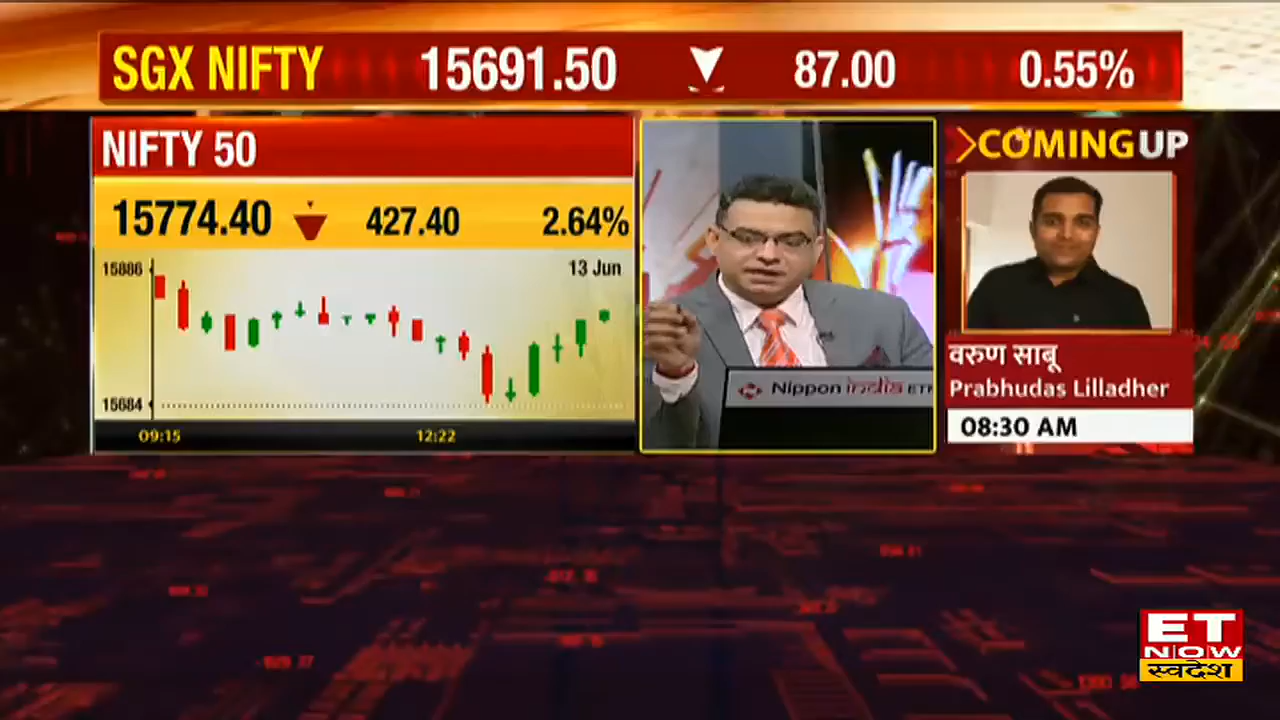 SGX NIFTY 15691.50 87.00 0.55%
NIFTY 50
15774.40 427.40 2.64%
15886
13 Jun
15684
09:15 12:22
Nippon india ETF
COMING UP
वरुण साबू
Prabhudas Lilladher
08:30 AM
ET
NOW
स्वदेश